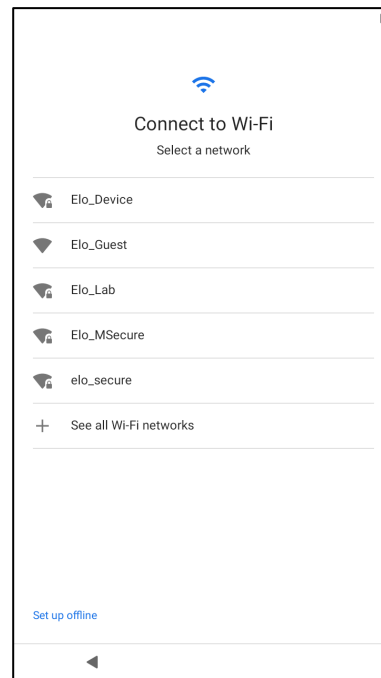 Connect to Wi-Fi
Select a network
Elo_Device
Elo_Guest
Elo_Lab
Elo_MSecure
elo_secure
See all Wi-Fi networks
Set up offline